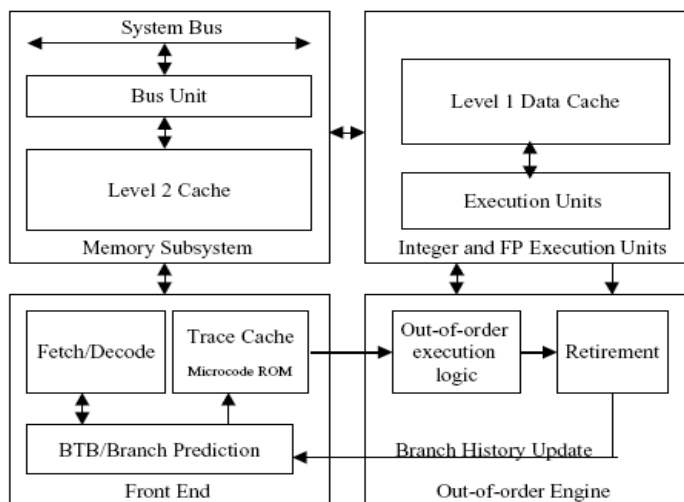 System Bus
Bus Unit
Level 2 Cache
Memory Subsystem
Level 1 Data Cache
Execution Units
Integer and FP Execution Units
Fetch/Decode
Trace Cache
Microcode ROM
BTB/Branch Prediction
Front End
Out-of-order
execution
logic
Retirement
Branch History Update
Out-of-order Engine